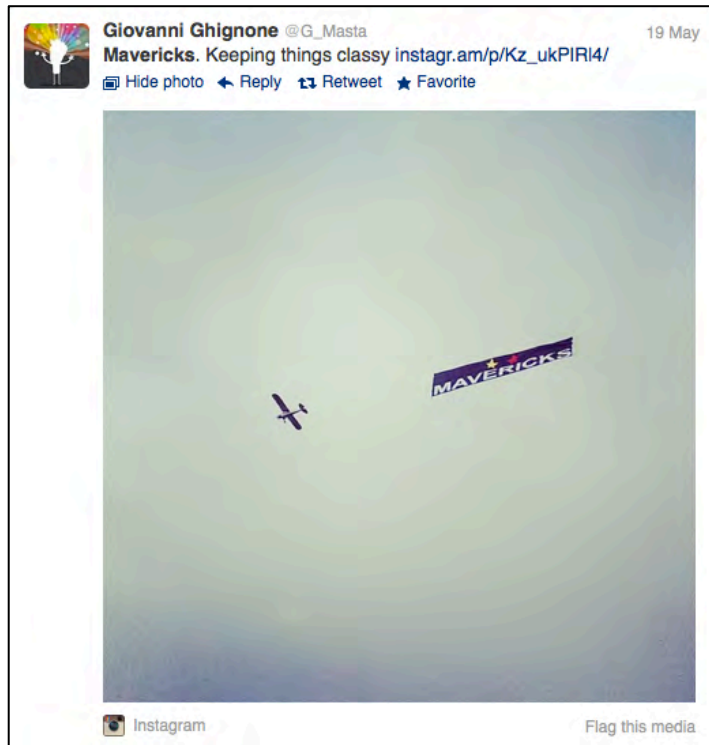 Giovanni Ghignone @G_Masta 19 May
Mavericks. Keeping things classy instagr.am/p/Kz_ukPlRl4/
Hide photo Reply Retweet Favorite
MAVERICKS
Instagram Flag this media